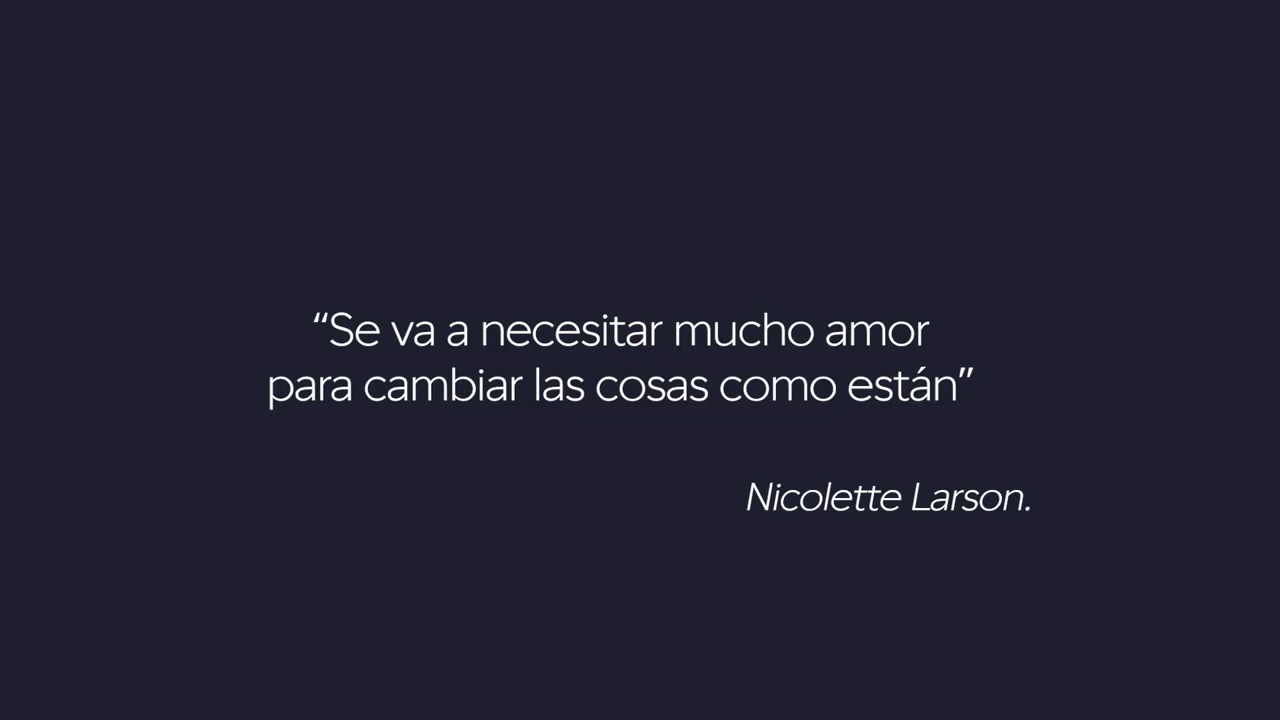 “Se va a necesitar mucho amor
para cambiar las cosas como están”
Nicolette Larson.